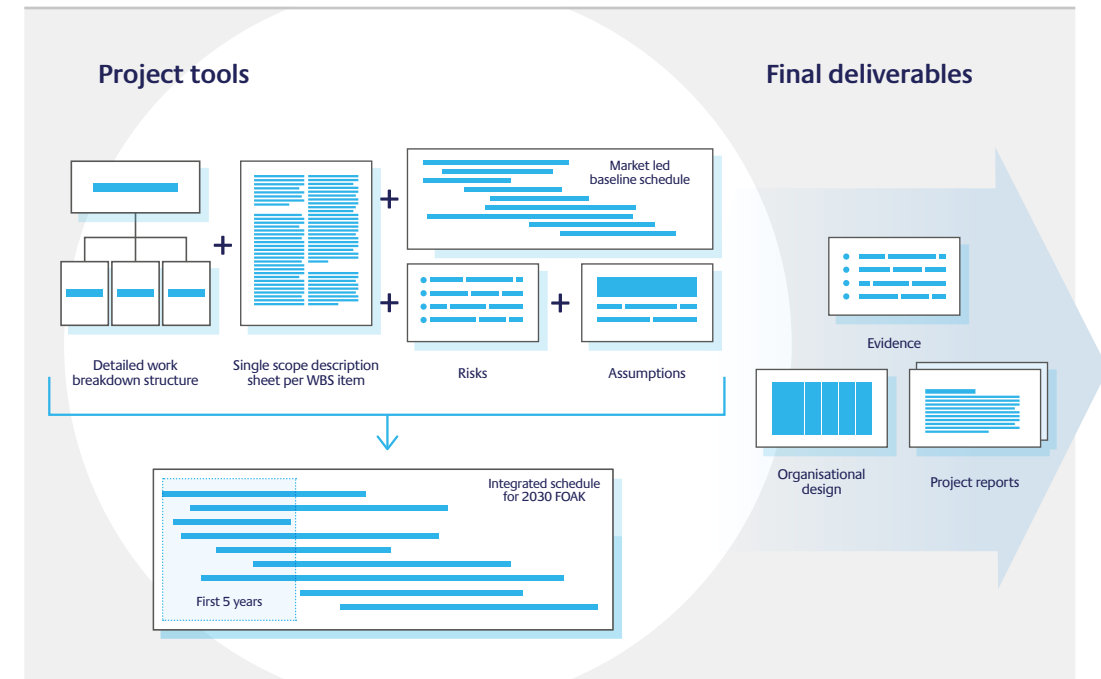 Project tools
Final deliverables
Market led
baseline schedule
Detailed work
breakdown structure
Single scope description
sheet per WBS item
Risks
Assumptions
Evidence
Organisational
design
Project reports
Integrated schedule
for 2030 FOAK
First 5 years